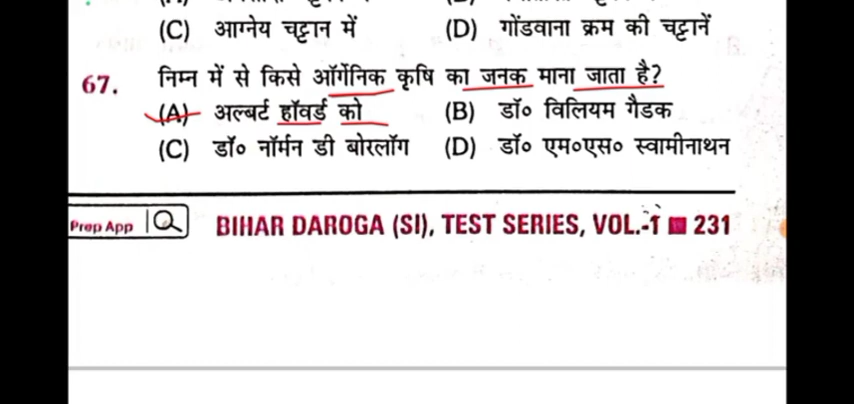 (C) आग्नेय चट्टान में (D) गोंडवाना क्रम की चट्टानें
67. निम्न में से किसे ऑर्गेनिक कृषि का जनक माना जाता है?
(A) अल्बर्ट हॉवर्ड को (B) डॉ० विलियम गैडक
(C) डॉ० नॉर्मन डी बोरलॉग (D) डॉ० एम०एस० स्वामीनाथन
Prep App BIHAR DAROGA (SI), TEST SERIES, VOL.-1 ■ 231